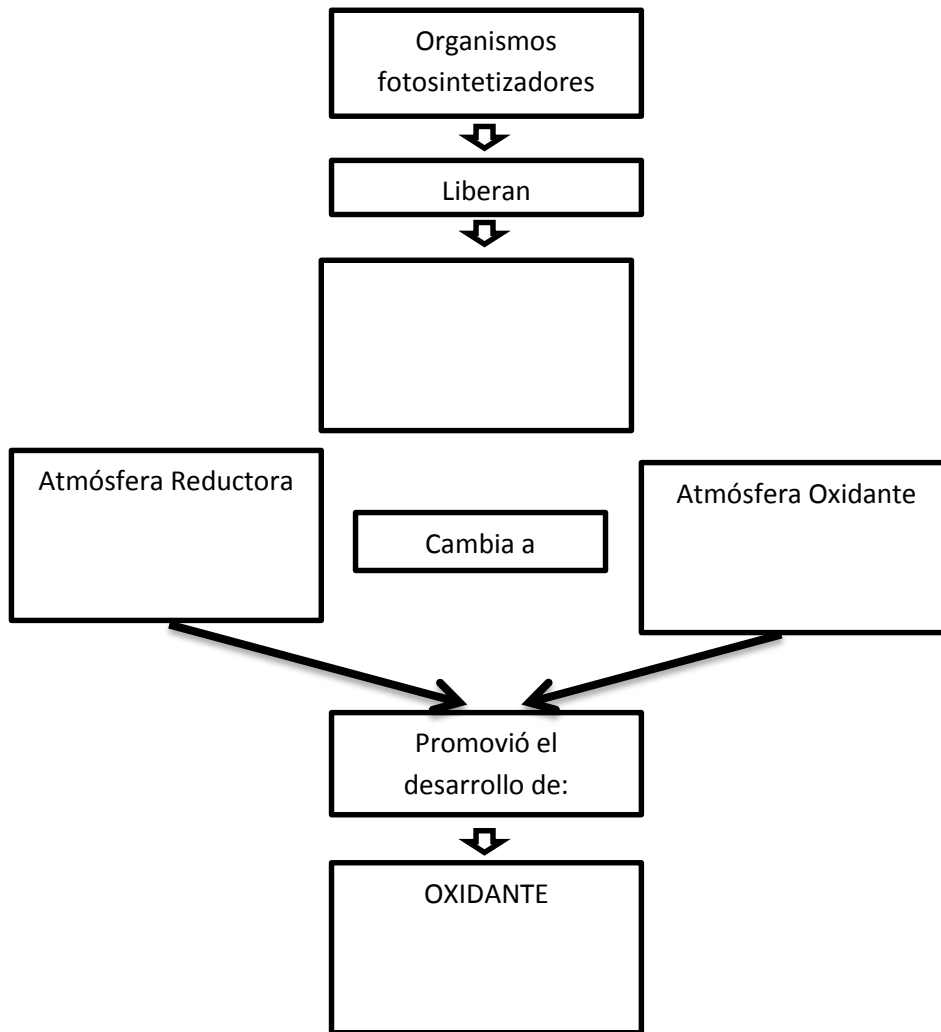 Organismos
fotosintetizadores
Liberan
Atmósfera Reductora
Cambia a
Atmósfera Oxidante
Promovió el
desarrollo de:
OXIDANTE